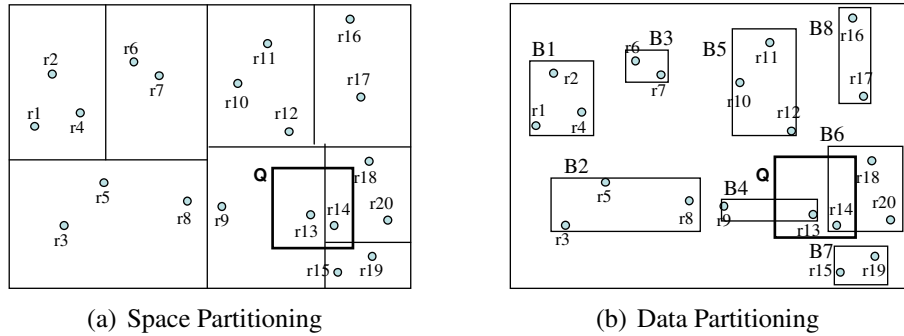 r16
r2
r6
r11
r7
r17
r10
r1
r4
r12
Q
r18
r5
r14
r20
r8
r9
r13
r3
r15
r19
(a) Space Partitioning
B8
r16
B1
r6
B3
B5
r2
r11
r7
r17
r10
r1
r4
r12
B6
Q
B2
B4
r18
r5
r14
r20
r8
r9
r13
r3
B7
r15
r19
(b) Data Partitioning